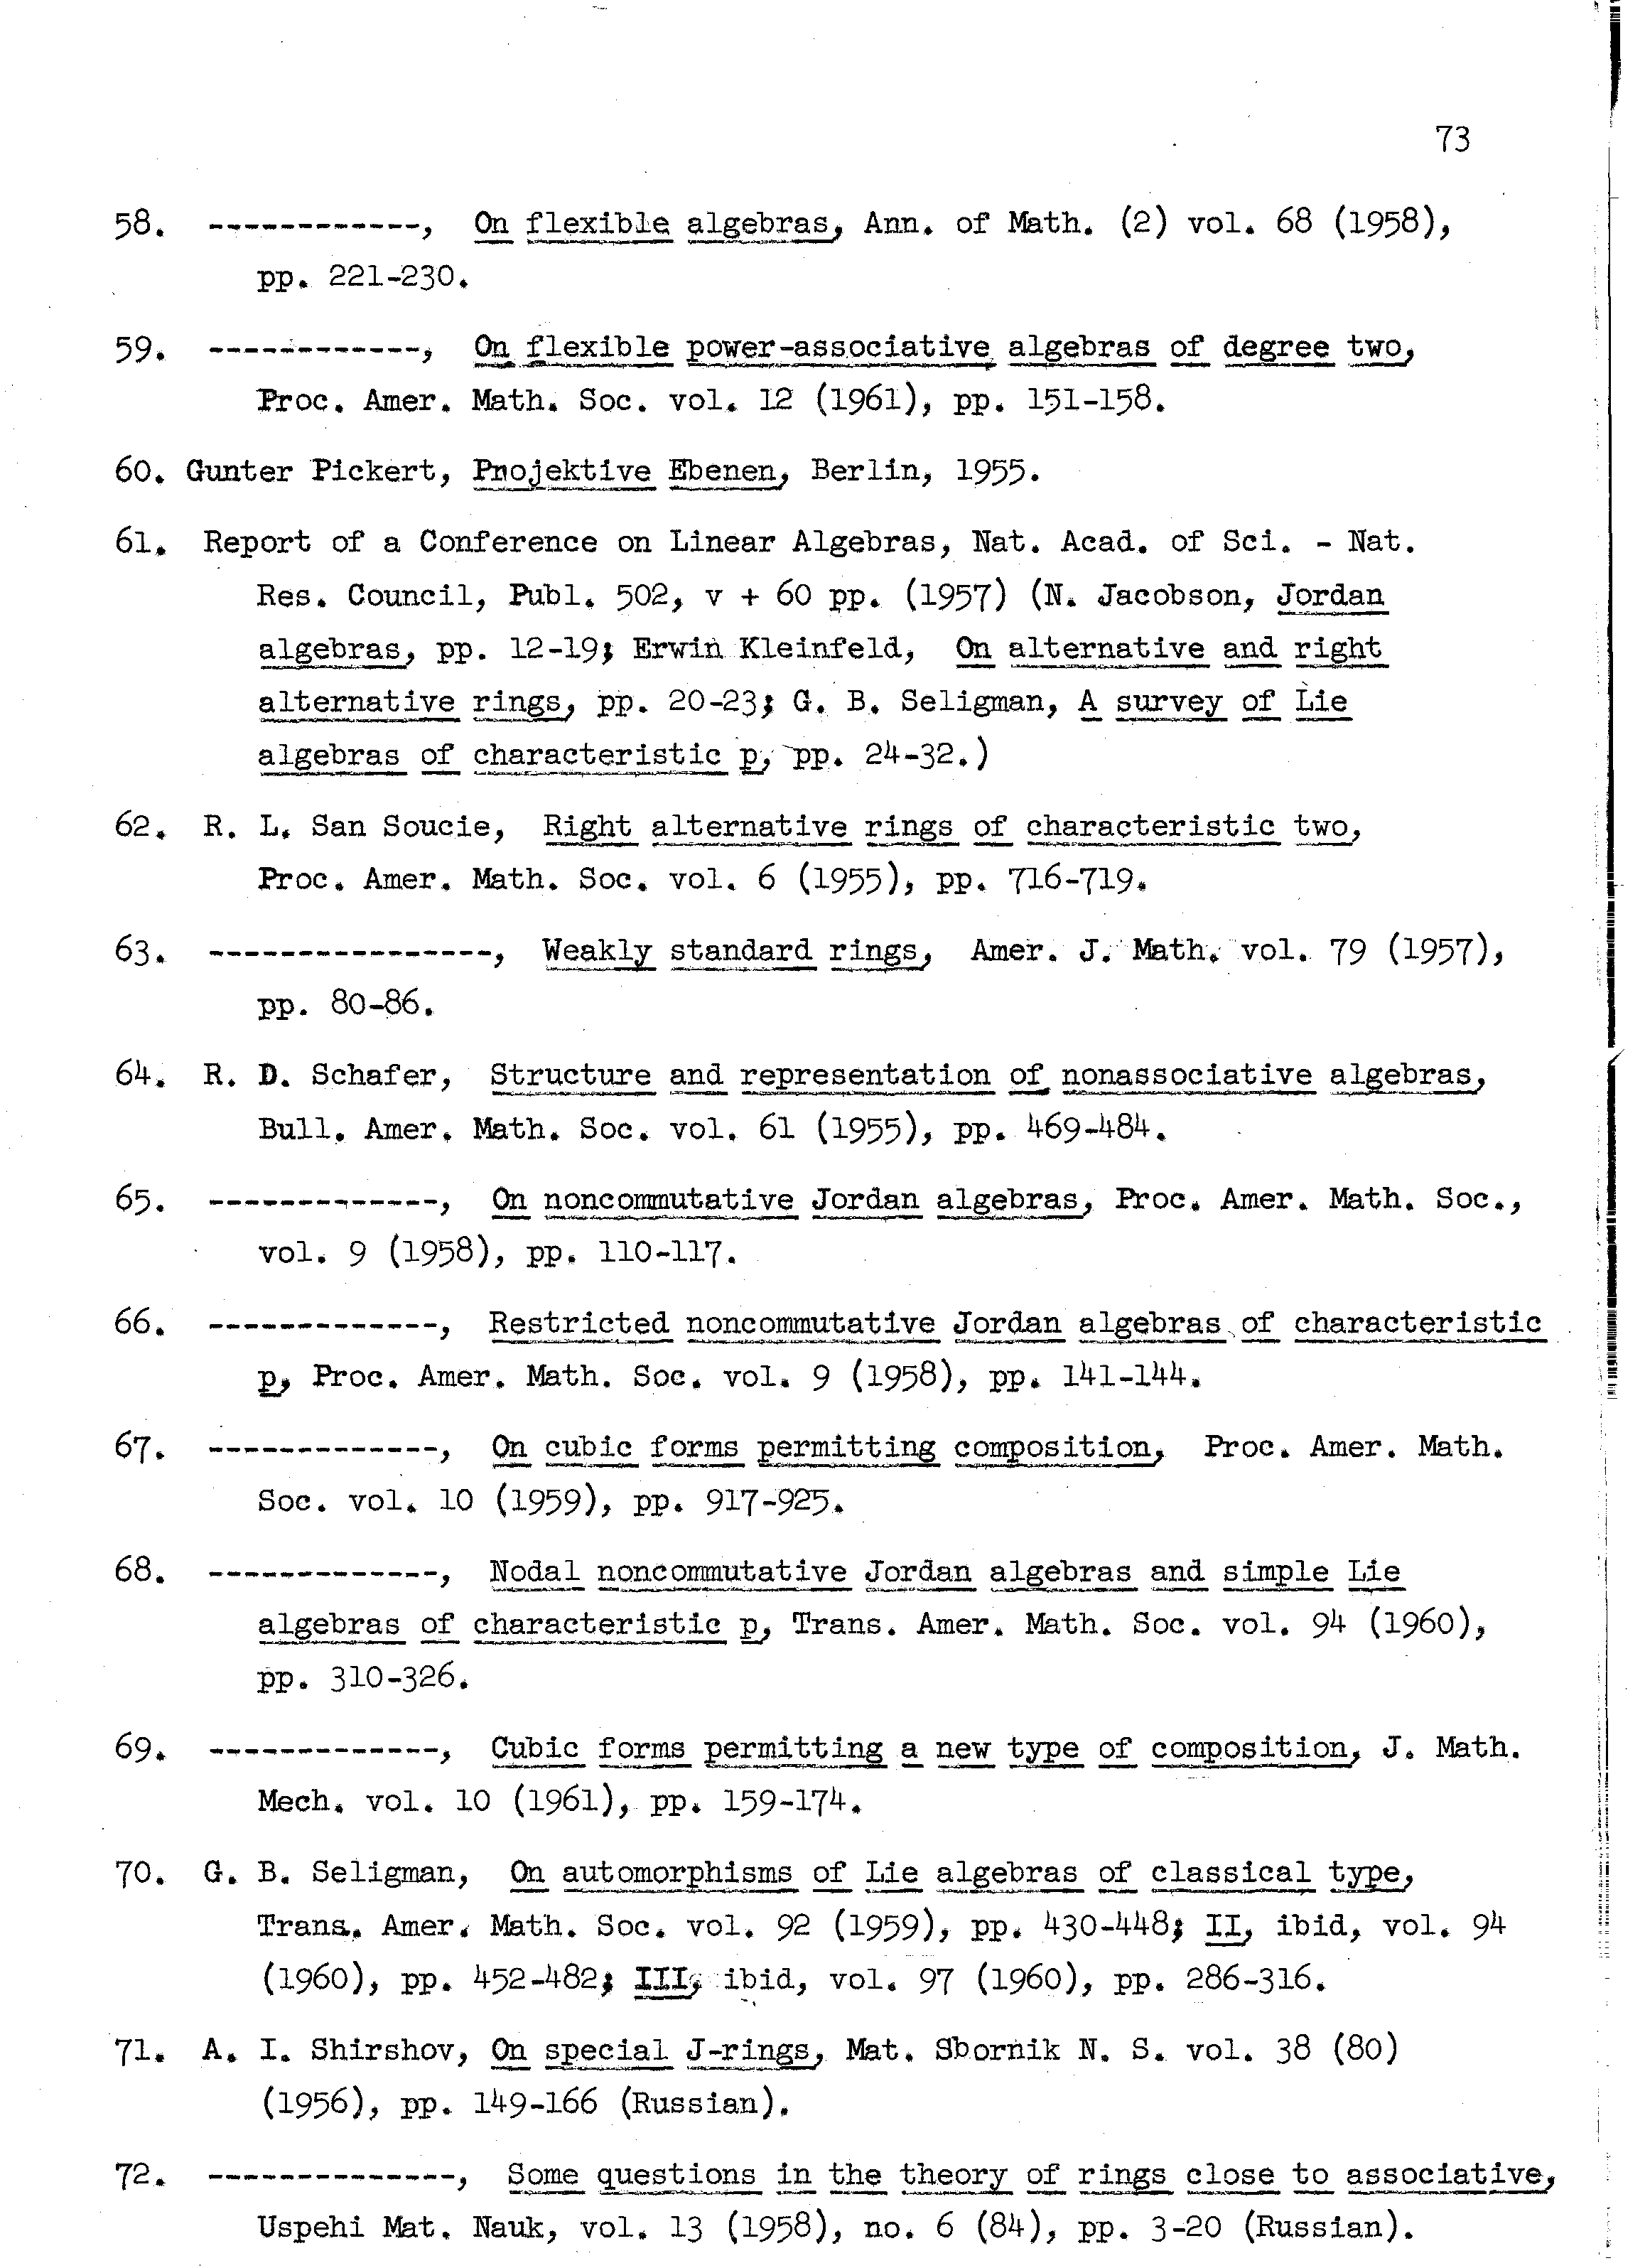 73
58. ------------, On flexible algebras, Ann. of Math. (2) vol. 68 (1958),
pp. 221-230.
59. ------------, On flexible power-associative algebras of degree two,
Proc. Amer. Math. Soc. vol. 12 (1961), pp. 151-158.
60. Gunter Pickert, Projektive Ebenen, Berlin, 1955.
61. Report of a Conference on Linear Algebras, Nat. Acad. of Sci. - Nat.
Res. Council, Publ. 502, v + 60 pp. (1957) (N. Jacobson, Jordan
algebras, pp. 12-19; Erwin Kleinfeld, On alternative and right
alternative rings, pp. 20-23; G. B. Seligman, A survey of Lie
algebras of characteristic p, pp. 24-32.)
62. R. L. San Soucie, Right alternative rings of characteristic two,
Proc. Amer. Math. Soc. vol. 6 (1955), pp. 716-719.
63. ----------------, Weakly standard rings, Amer. J. Math. vol. 79 (1957),
pp. 80-86.
64. R. D. Schafer, Structure and representation of nonassociative algebras,
Bull. Amer. Math. Soc. vol. 61 (1955), pp. 469-484.
65. -------------, On noncommutative Jordan algebras, Proc. Amer. Math. Soc.,
vol. 9 (1958), pp. 110-117.
66. -------------, Restricted noncommutative Jordan algebras of characteristic
p, Proc. Amer. Math. Soc. vol. 9 (1958), pp. 141-144.
67. -------------, On cubic forms permitting composition, Proc. Amer. Math.
Soc. vol. 10 (1959), pp. 917-925.
68. -------------, Nodal noncommutative Jordan algebras and simple Lie
algebras of characteristic p, Trans. Amer. Math. Soc. vol. 94 (1960),
pp. 310-326.
69. -------------, Cubic forms permitting a new type of composition, J. Math.
Mech. vol. 10 (1961), pp. 159-174.
70. G. B. Seligman, On automorphisms of Lie algebras of classical type,
Trans. Amer. Math. Soc. vol. 92 (1959), pp. 430-448; II, ibid, vol. 94
(1960), pp. 452-482; III, ibid, vol. 97 (1960), pp. 286-316.
71. A. I. Shirshov, On special J-rings, Mat. Sbornik N. S. vol. 38 (80)
(1956), pp. 149-166 (Russian).
72. --------------, Some questions in the theory of rings close to associative,
Uspehi Mat. Nauk, vol. 13 (1958), no. 6 (84), pp. 3-20 (Russian).